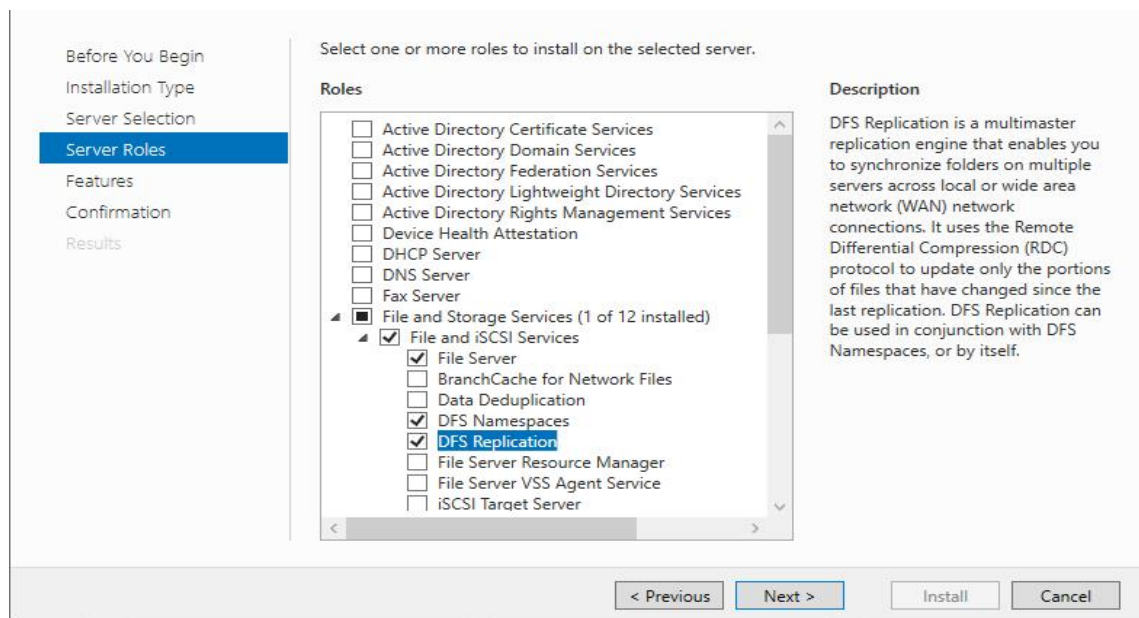 Before You Begin
Installation Type
Server Selection
Server Roles
Features
Confirmation
Results
Select one or more roles to install on the selected server.
Roles
Active Directory Certificate Services
Active Directory Domain Services
Active Directory Federation Services
Active Directory Lightweight Directory Services
Active Directory Rights Management Services
Device Health Attestation
DHCP Server
DNS Server
Fax Server
File and Storage Services (1 of 12 installed)
File and iSCSI Services
File Server
BranchCache for Network Files
Data Deduplication
DFS Namespaces
DFS Replication
File Server Resource Manager
File Server VSS Agent Service
iSCSI Target Server
Description
DFS Replication is a multimaster
replication engine that enables you
to synchronize folders on multiple
servers across local or wide area
network (WAN) network
connections. It uses the Remote
Differential Compression (RDC)
protocol to update only the portions
of files that have changed since the
last replication. DFS Replication can
be used in conjunction with DFS
Namespaces, or by itself.
< Previous
Next >
Install
Cancel